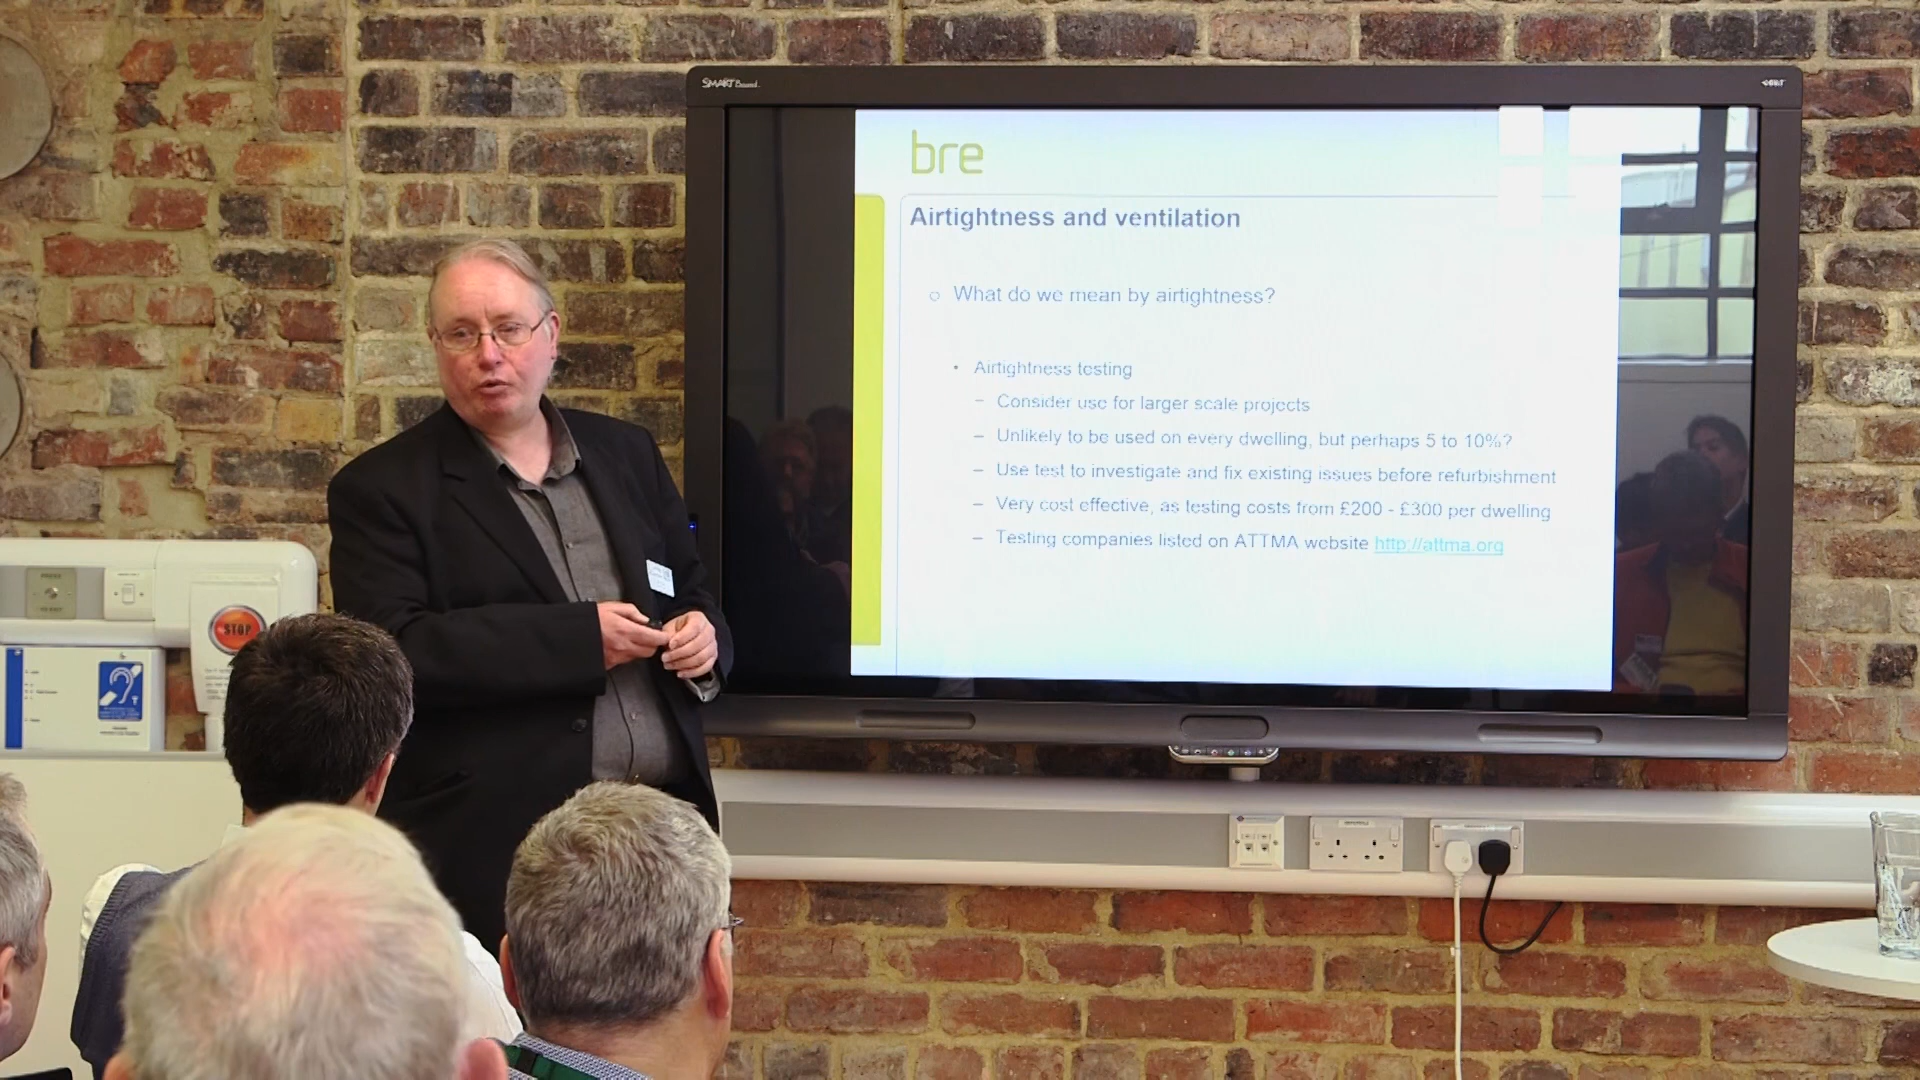 SMART Board
bre
Airtightness and ventilation
○ What do we mean by airtightness?
• Airtightness testing
– Consider use for larger scale projects
– Unlikely to be used on every dwelling, but perhaps 5 to 10%?
– Use test to investigate and fix existing issues before refurbishment
– Very cost effective, as testing costs from £200 - £300 per dwelling
– Testing companies listed on ATTMA website http://attma.org
PRESS
TO EXIT
STOP